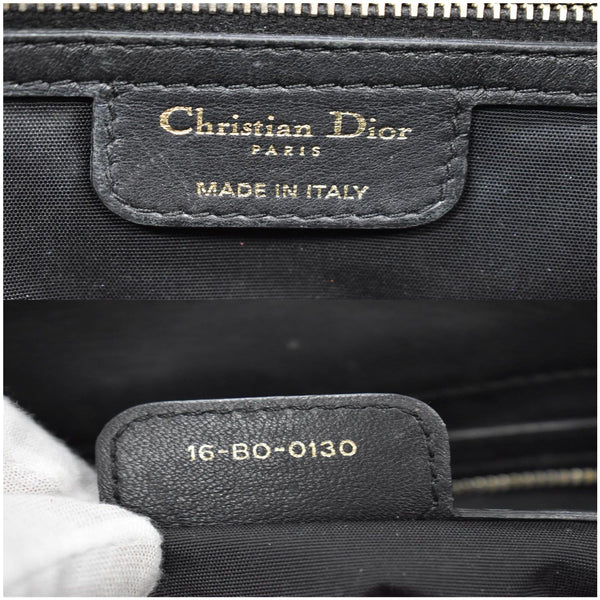 Christian Dior
PARIS
MADE IN ITALY
16-BO-0130